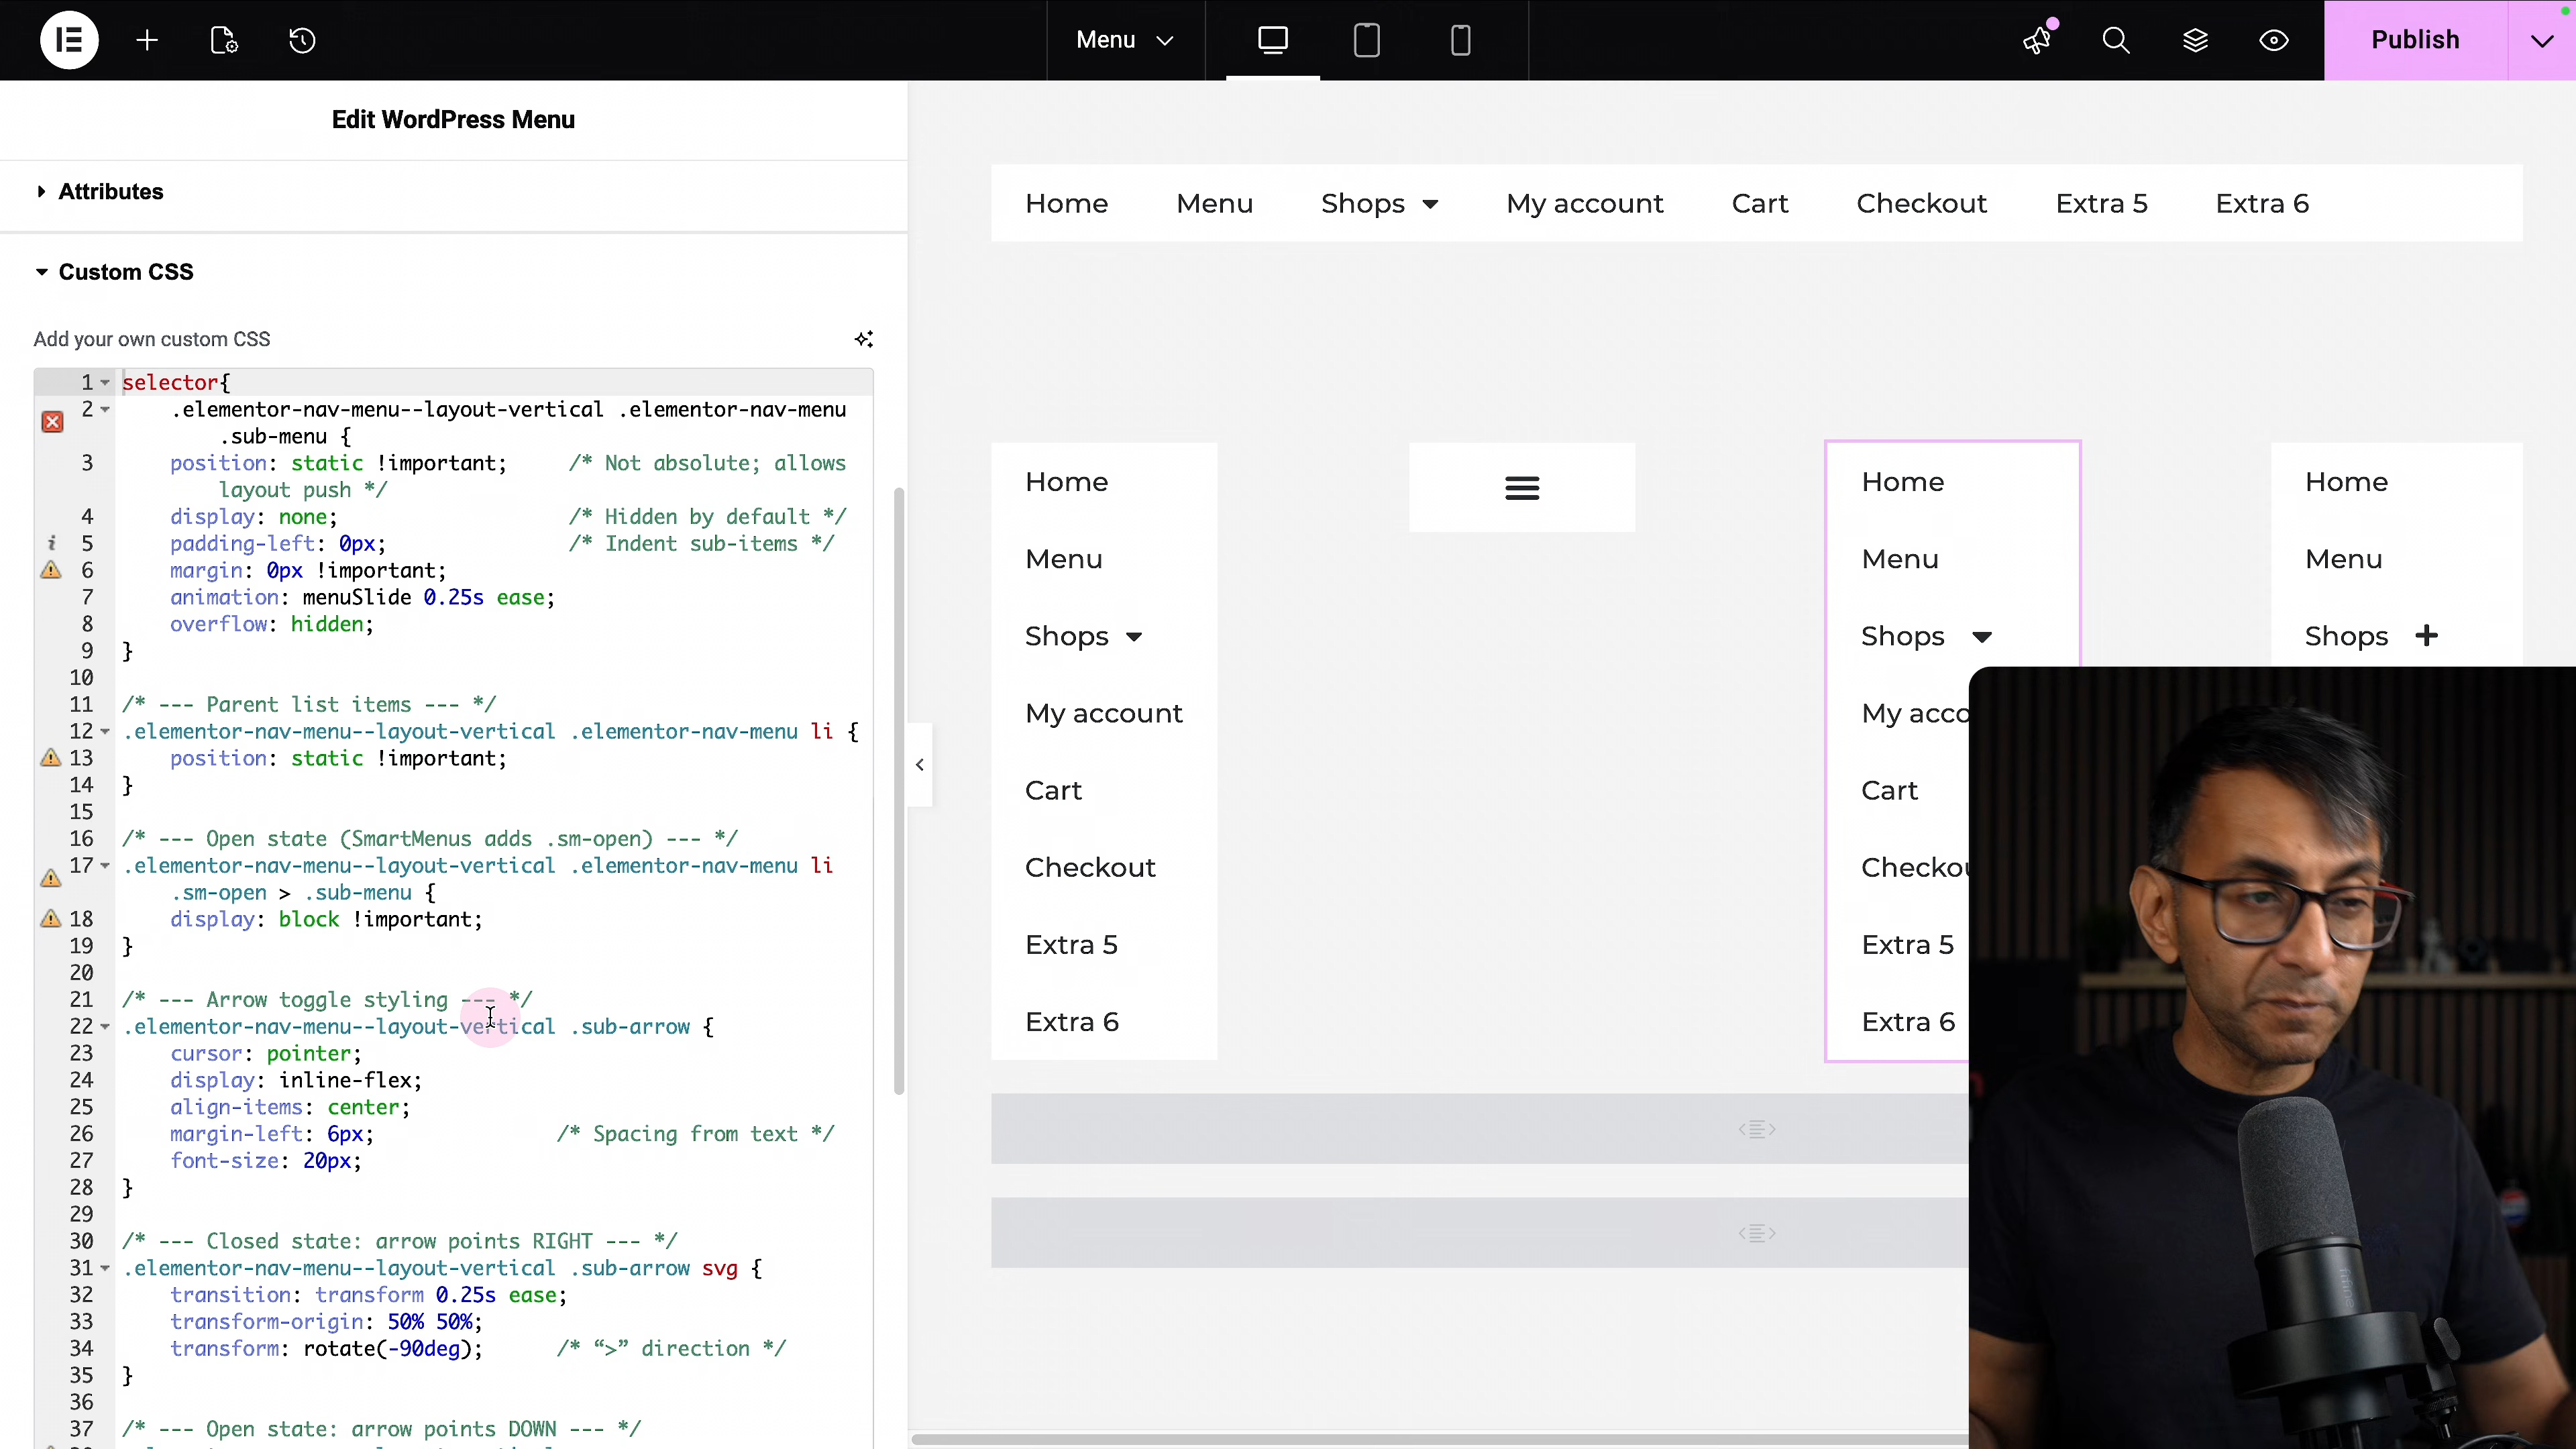 Menu
Publish
Edit WordPress Menu
Attributes
Custom CSS
Add your own custom CSS
1 selector{
2 .elementor-nav-menu--layout-vertical .elementor-nav-menu
.sub-menu {
3 position: static !important; /* Not absolute; allows
layout push */
4 display: none; /* Hidden by default */
5 padding-left: 0px; /* Indent sub-items */
6 margin: 0px !important;
7 animation: menuSlide 0.25s ease;
8 overflow: hidden;
9 }
10
11 /* --- Parent list items --- */
12 .elementor-nav-menu--layout-vertical .elementor-nav-menu li {
13 position: static !important;
14 }
15
16 /* --- Open state (SmartMenus adds .sm-open) --- */
17 .elementor-nav-menu--layout-vertical .elementor-nav-menu li
.sm-open > .sub-menu {
18 display: block !important;
19 }
20
21 /* --- Arrow toggle styling --- */
22 .elementor-nav-menu--layout-vertical .sub-arrow {
23 cursor: pointer;
24 display: inline-flex;
25 align-items: center;
26 margin-left: 6px; /* Spacing from text */
27 font-size: 20px;
28 }
29
30 /* --- Closed state: arrow points RIGHT --- */
31 .elementor-nav-menu--layout-vertical .sub-arrow svg {
32 transition: transform 0.25s ease;
33 transform-origin: 50% 50%;
34 transform: rotate(-90deg); /* “>” direction */
35 }
36
37 /* --- Open state: arrow points DOWN --- */
Home Menu Shops My account Cart Checkout Extra 5 Extra 6
Home
Menu
Shops
My account
Cart
Checkout
Extra 5
Extra 6
Home
Menu
Shops
My acco
Cart
Checkou
Extra 5
Extra 6
Home
Menu
Shops +